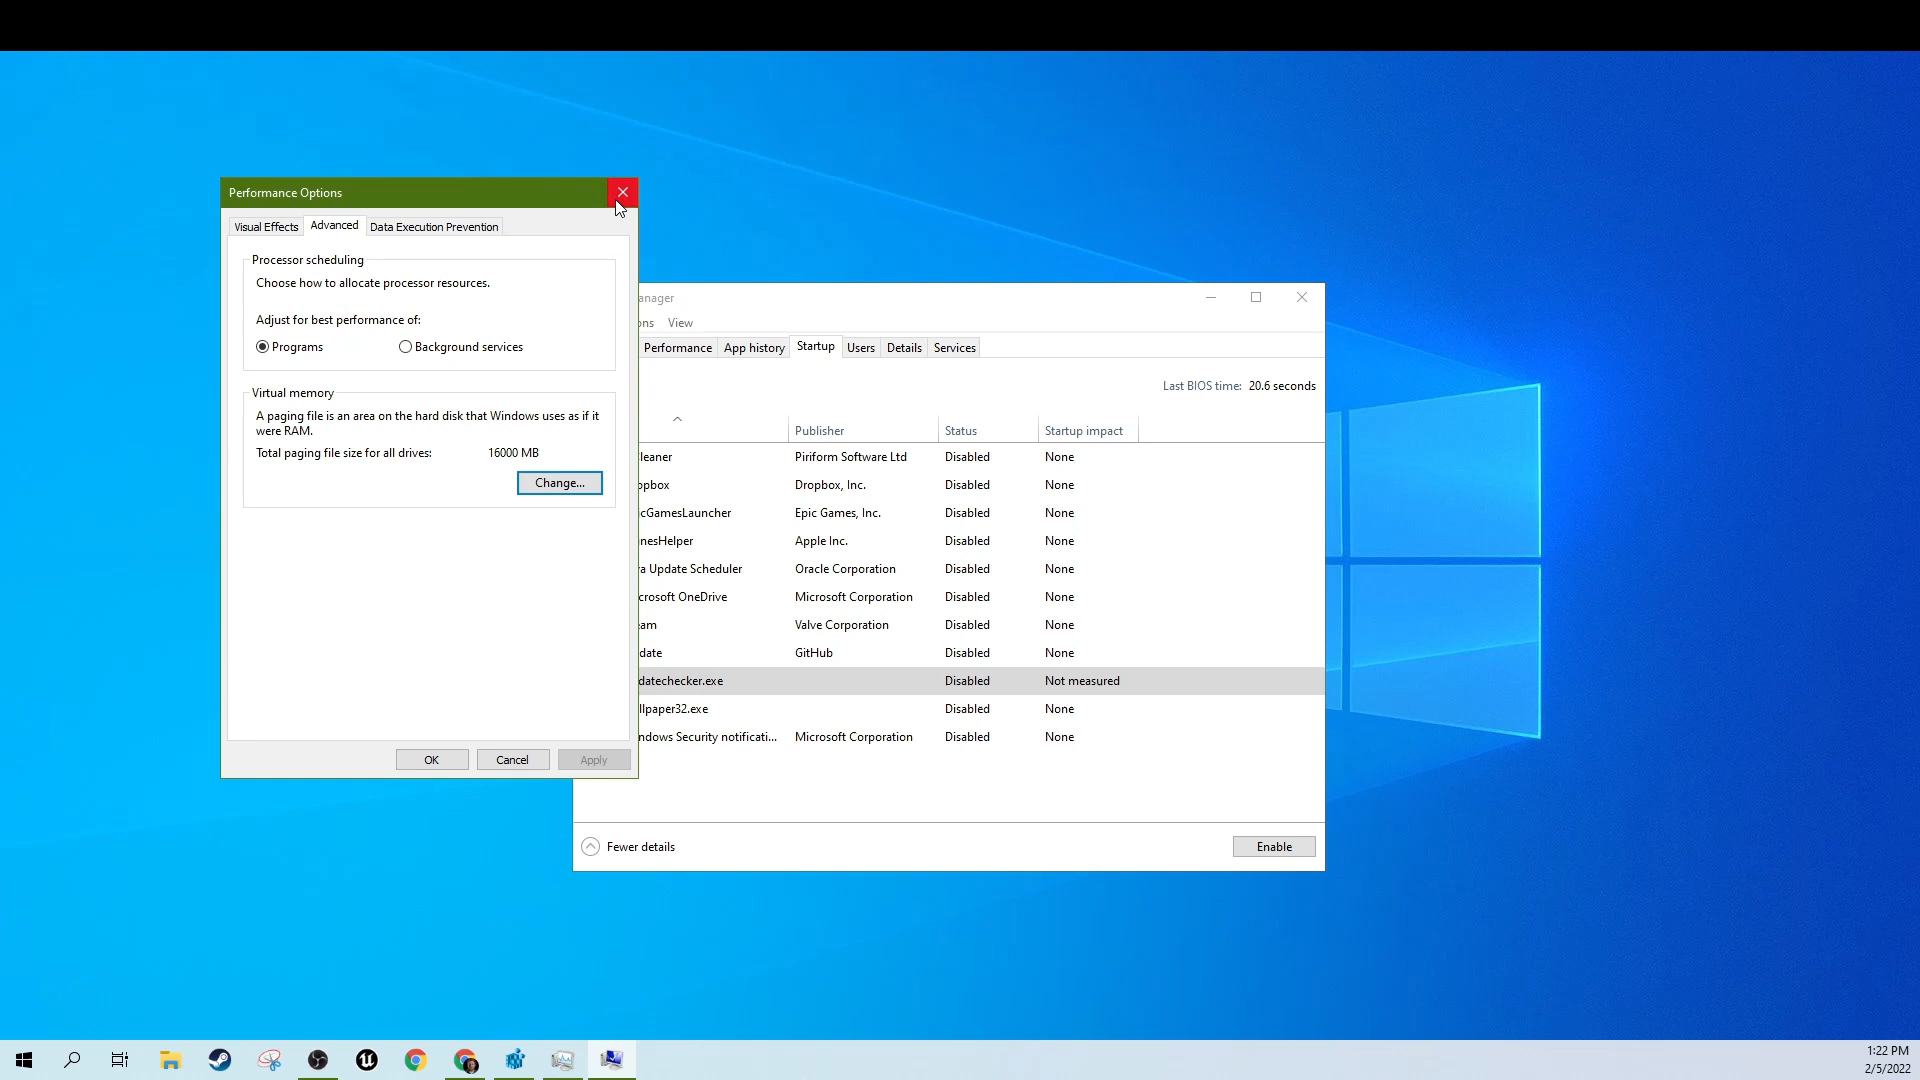 Performance Options
Visual Effects
Advanced
Data Execution Prevention
Processor scheduling
Choose how to allocate processor resources.
Adjust for best performance of:
Programs
Background services
Virtual memory
A paging file is an area on the hard disk that Windows uses as if it
were RAM.
Total paging file size for all drives: 16000 MB
Change...
OK
Cancel
Apply
anager
ons View
Performance
App history
Startup
Users
Details
Services
Last BIOS time: 20.6 seconds
Publisher Status Startup impact
leaner Piriform Software Ltd Disabled None
opbox Dropbox, Inc. Disabled None
icGamesLauncher Epic Games, Inc. Disabled None
nesHelper Apple Inc. Disabled None
a Update Scheduler Oracle Corporation Disabled None
crosoft OneDrive Microsoft Corporation Disabled None
eam Valve Corporation Disabled None
date GitHub Disabled None
datechecker.exe Disabled Not measured
llpaper32.exe Disabled None
ndows Security notificati... Microsoft Corporation Disabled None
Fewer details
Enable
1:22 PM
2/5/2022